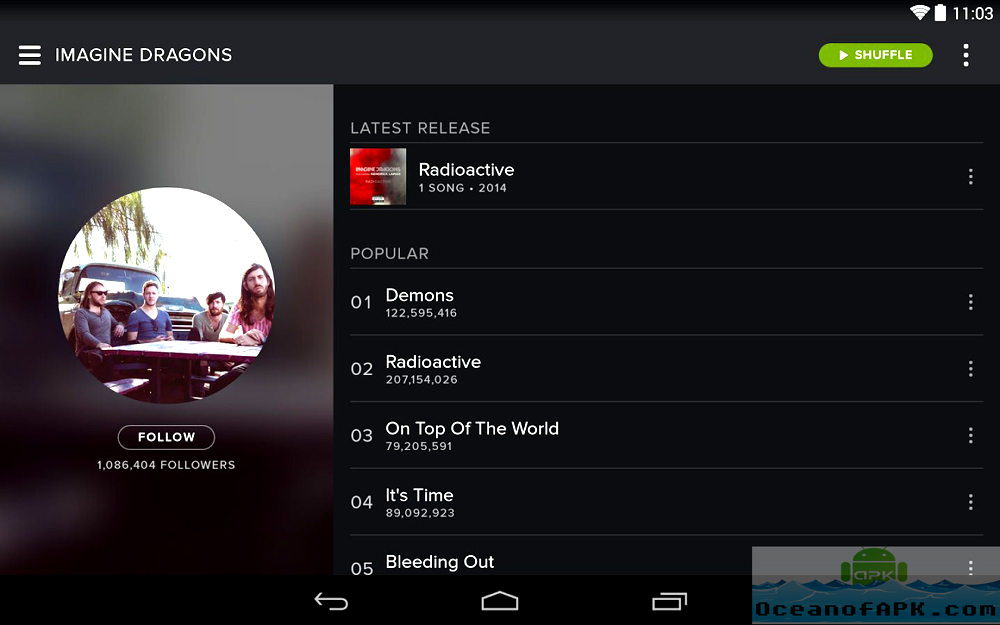 11:03
IMAGINE DRAGONS
SHUFFLE
FOLLOW
1,086,404 FOLLOWERS
LATEST RELEASE
IMAGINE DRAGONS
Radioactive
1 SONG • 2014
POPULAR
01
Demons
122,595,416
02
Radioactive
207,154,026
03
On Top Of The World
79,205,591
04
It's Time
89,092,923
05
Bleeding Out
apk
OceanofAPK.com